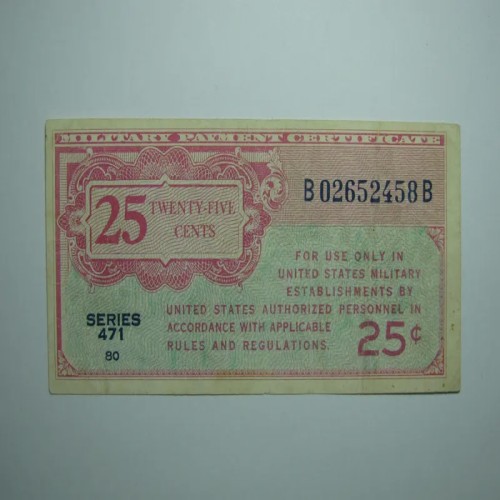 MILITARY PAYMENT CERTIFICATE
25 TWENTY-FIVE
CENTS
B02652458B
FOR USE ONLY IN
UNITED STATES MILITARY
ESTABLISHMENTS BY
UNITED STATES AUTHORIZED PERSONNEL IN
ACCORDANCE WITH APPLICABLE
RULES AND REGULATIONS.
25¢
SERIES
471
80